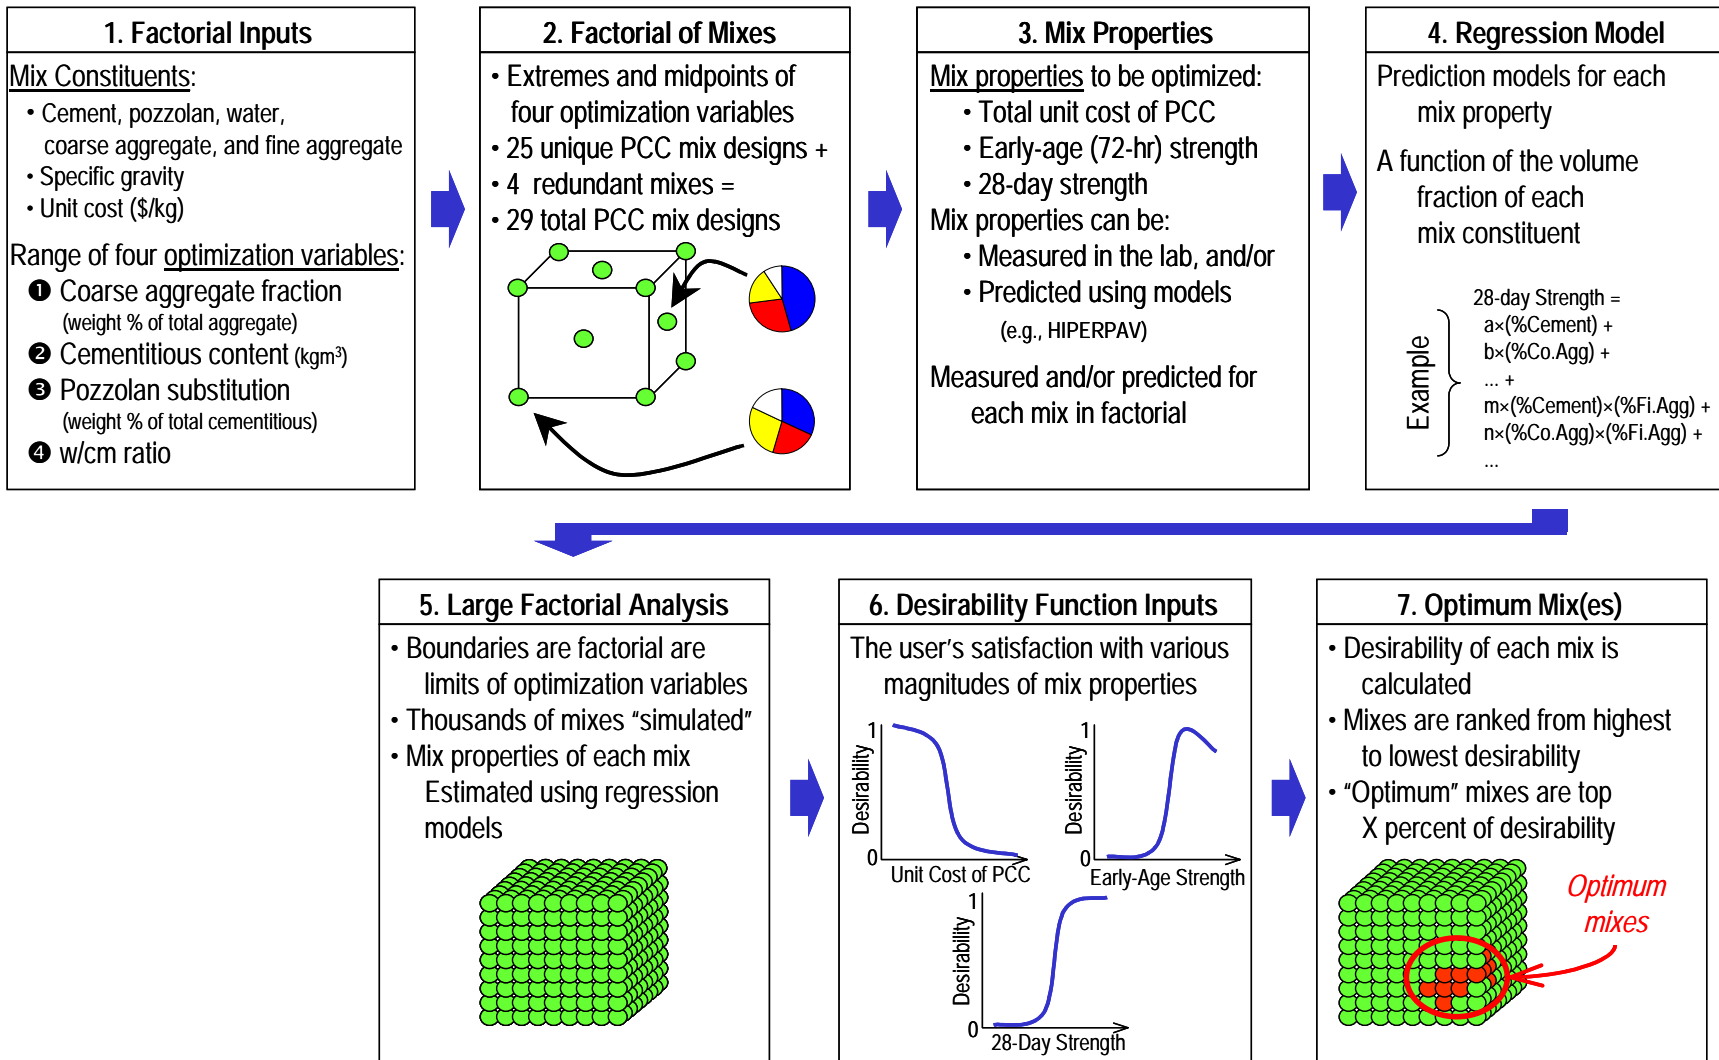 1. Factorial Inputs
Mix Constituents:
• Cement, pozzolan, water,
coarse aggregate, and fine aggregate
• Specific gravity
• Unit cost ($/kg)
Range of four optimization variables:
❶ Coarse aggregate fraction
(weight % of total aggregate)
❷ Cementitious content (kgm³)
❸ Pozzolan substitution
(weight % of total cementitious)
❹ w/cm ratio
2. Factorial of Mixes
• Extremes and midpoints of
four optimization variables
• 25 unique PCC mix designs +
• 4 redundant mixes =
• 29 total PCC mix designs
3. Mix Properties
Mix properties to be optimized:
• Total unit cost of PCC
• Early-age (72-hr) strength
• 28-day strength
Mix properties can be:
• Measured in the lab, and/or
• Predicted using models
(e.g., HIPERPAV)
Measured and/or predicted for
each mix in factorial
4. Regression Model
Prediction models for each
mix property
A function of the volume
fraction of each
mix constituent
Example
28-day Strength =
a×(%Cement) +
b×(%Co.Agg) +
... +
m×(%Cement)×(%Fi.Agg) +
n×(%Co.Agg)×(%Fi.Agg) +
...
5. Large Factorial Analysis
• Boundaries are factorial are
limits of optimization variables
• Thousands of mixes “simulated”
• Mix properties of each mix
Estimated using regression
models
6. Desirability Function Inputs
The user’s satisfaction with various
magnitudes of mix properties
1
Desirability
0
Unit Cost of PCC
1
Desirability
0
Early-Age Strength
1
Desirability
0
28-Day Strength
7. Optimum Mix(es)
• Desirability of each mix is
calculated
• Mixes are ranked from highest
to lowest desirability
• “Optimum” mixes are top
X percent of desirability
Optimum
mixes